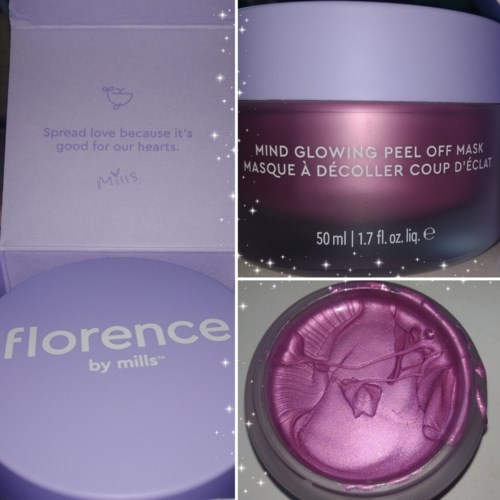 Spread love because it's
good for our hearts.
Mills
florence
by mills™
MIND GLOWING PEEL OFF MASK
MASQUE À DÉCOLLER COUP D'ÉCLAT
50 ml | 1.7 fl. oz. liq. ℮